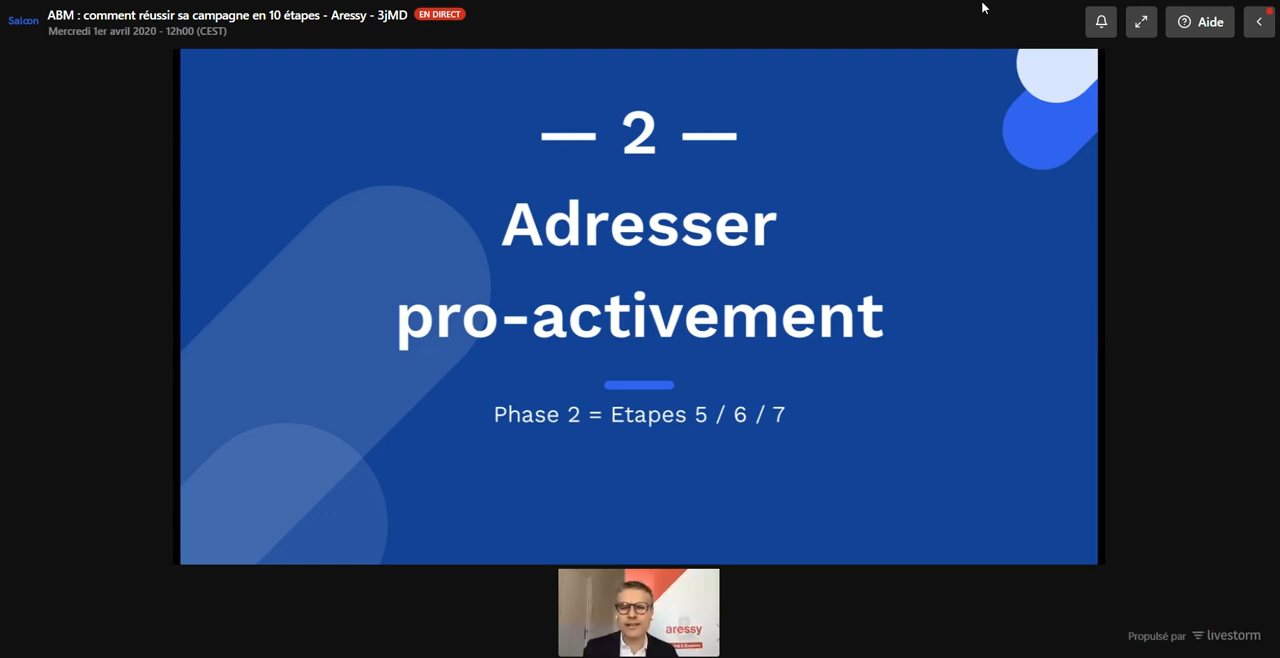 Saloon
ABM : comment réussir sa campagne en 10 étapes - Aressy - 3jMD
EN DIRECT
Mercredi 1er avril 2020 - 12h00 (CEST)
Aide
— 2 —
Adresser
pro-activement
Phase 2 = Etapes 5 / 6 / 7
aressy
Propulsé par livestorm